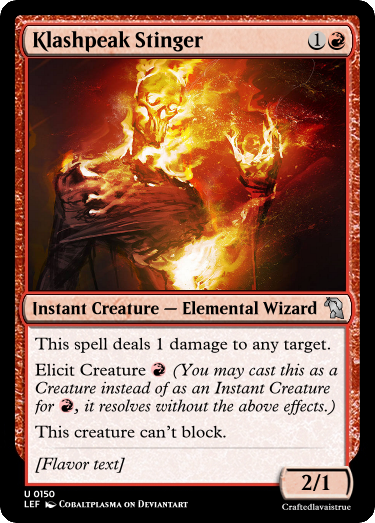 Klashpeak Stinger 1
Instant Creature — Elemental Wizard
This spell deals 1 damage to any target.
Elicit Creature (You may cast this as a
Creature instead of as an Instant Creature
for , it resolves without the above effects.)
This creature can't block.
[Flavor text]
2/1
U 0150
LEF Cobaltplasma on Deviantart
Craftedlavaistrue